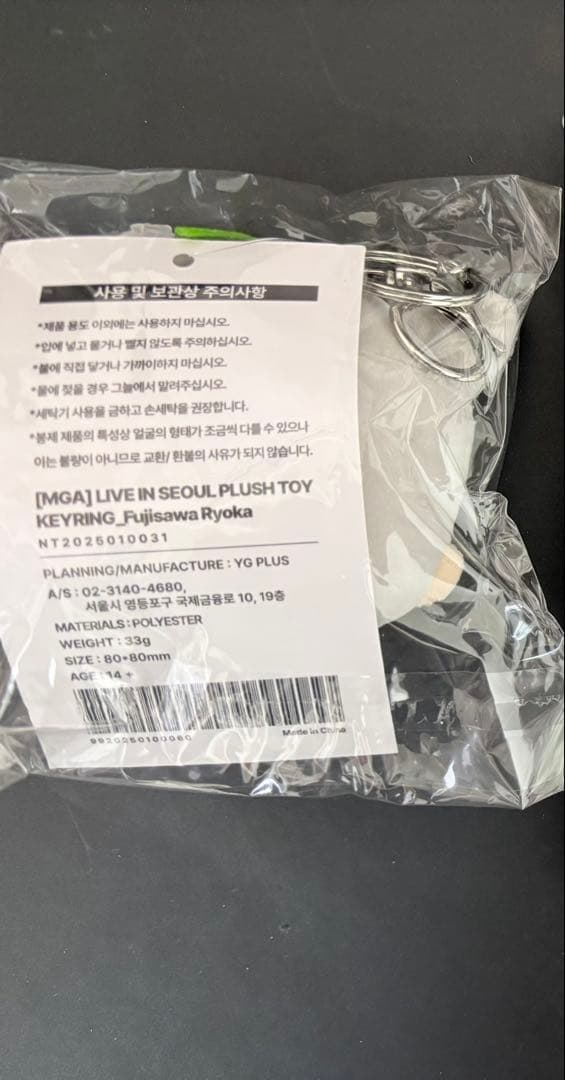 사용 및 보관상 주의사항
*제품 용도 이외에는 사용하지 마십시오.
*입에 넣고 물거나 빨지 않도록 주의하십시오.
*불에 직접 닿거나 가까이하지 마십시오.
*물에 젖을 경우 그늘에서 말려주십시오.
*세탁기 사용을 금하고 손세탁을 권장합니다.
*봉제 제품의 특성상 얼굴의 형태가 조금씩 다를 수 있으나
이는 불량이 아니므로 교환/ 환불의 사유가 되지 않습니다.
[MGA] LIVE IN SEOUL PLUSH TOY
KEYRING_Fujisawa Ryoka
NT2025010031
PLANNING/MANUFACTURE : YG PLUS
A/S : 02-3140-4680,
서울시 영등포구 국제금융로 10, 19층
MATERIALS : POLYESTER
WEIGHT : 33g
SIZE : 80*80mm
AGE : 14 +
9920250100060
Made in China